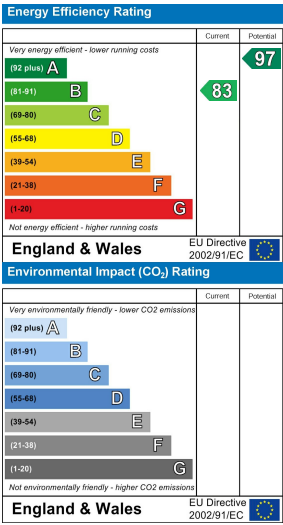 Energy Efficiency Rating
Current Potential
Very energy efficient - lower running costs
(92 plus) A
97
(81-91) B
83
(69-80) C
(55-68) D
(39-54) E
(21-38) F
(1-20) G
Not energy efficient - higher running costs
England & Wales
EU Directive
2002/91/EC
Environmental Impact (CO2) Rating
Current Potential
Very environmentally friendly - lower CO2 emissions
(92 plus) A
(81-91) B
(69-80) C
(55-68) D
(39-54) E
(21-38) F
(1-20) G
Not environmentally friendly - higher CO2 emissions
England & Wales
EU Directive
2002/91/EC